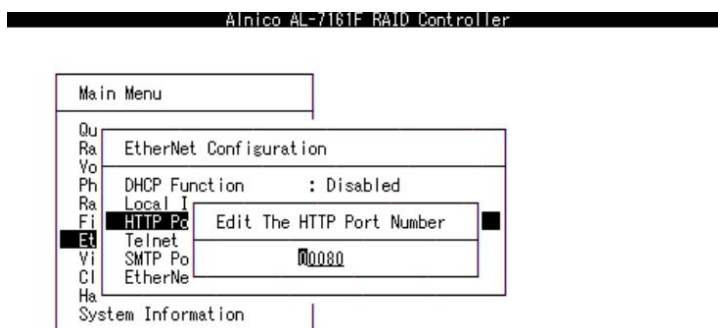 Alnico AL-7161F RAID Controller
Main Menu
Qu
Ra
EtherNet Configuration
Vo
Ph
DHCP Function : Disabled
Ra
Local I
Fi
HTTP Po
Edit The HTTP Port Number
Et
Telnet
Vi
SMTP Po
00080
Cl
EtherNe
Ha
System Information